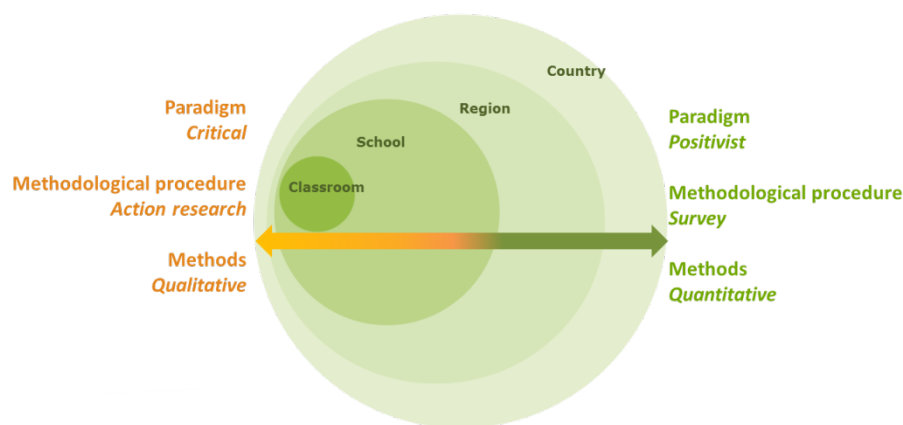 Country
Region
School
Classroom
Paradigm
Critical
Methodological procedure
Action research
Methods
Qualitative
Paradigm
Positivist
Methodological procedure
Survey
Methods
Quantitative